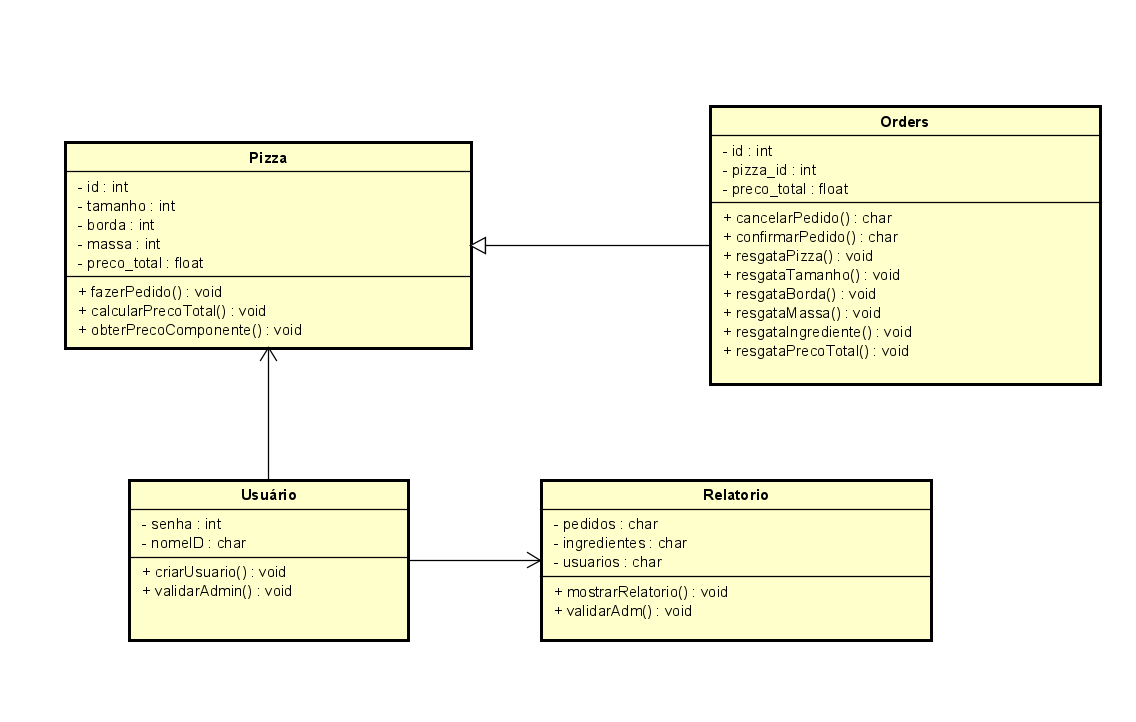 Pizza
- id : int
- tamanho : int
- borda : int
- massa : int
- preco_total : float
+ fazerPedido() : void
+ calcularPrecoTotal() : void
+ obterPrecoComponente() : void
Orders
- id : int
- pizza_id : int
- preco_total : float
+ cancelarPedido() : char
+ confirmarPedido() : char
+ resgataPizza() : void
+ resgataTamanho() : void
+ resgataBorda() : void
+ resgataMassa() : void
+ resgataIngrediente() : void
+ resgataPrecoTotal() : void
Usuário
- senha : int
- nomeID : char
+ criarUsuario() : void
+ validarAdmin() : void
Relatorio
- pedidos : char
- ingredientes : char
- usuarios : char
+ mostrarRelatorio() : void
+ validarAdm() : void